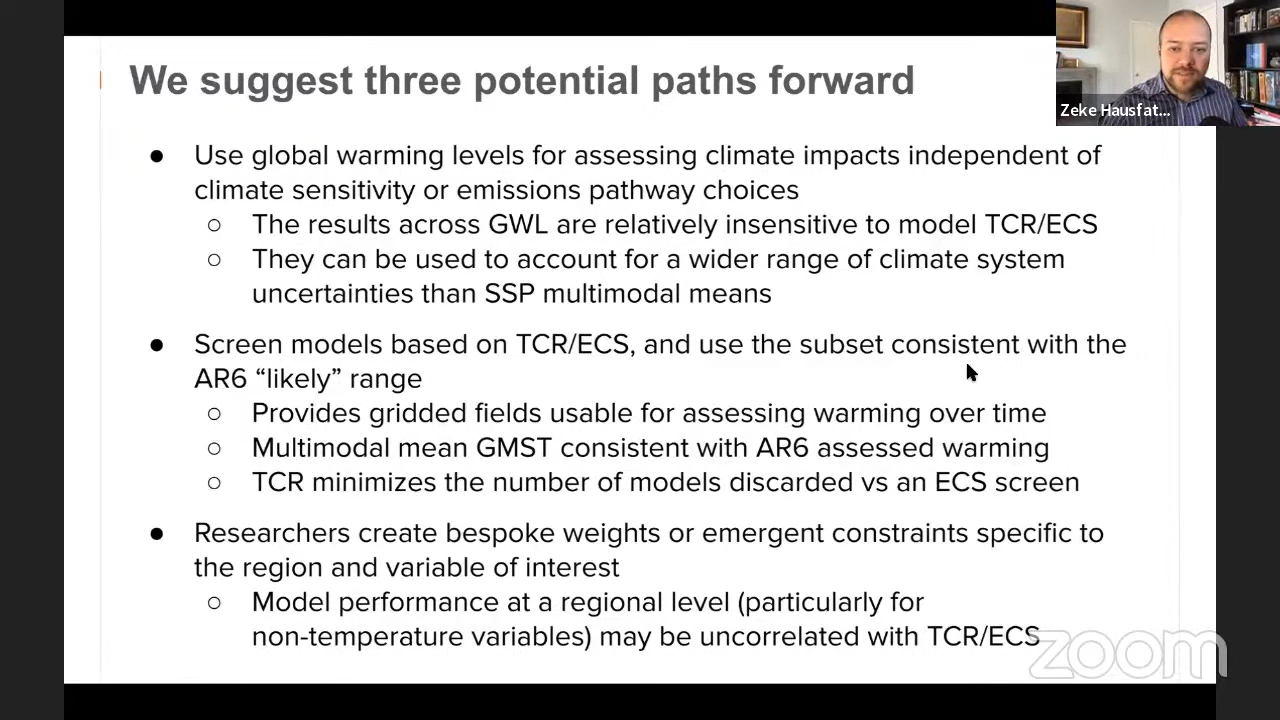 We suggest three potential paths forward
Zeke Hausfat...
● Use global warming levels for assessing climate impacts independent of
climate sensitivity or emissions pathway choices
○ The results across GWL are relatively insensitive to model TCR/ECS
○ They can be used to account for a wider range of climate system
uncertainties than SSP multimodal means
● Screen models based on TCR/ECS, and use the subset consistent with the
AR6 “likely” range
○ Provides gridded fields usable for assessing warming over time
○ Multimodal mean GMST consistent with AR6 assessed warming
○ TCR minimizes the number of models discarded vs an ECS screen
● Researchers create bespoke weights or emergent constraints specific to
the region and variable of interest
○ Model performance at a regional level (particularly for
non-temperature variables) may be uncorrelated with TCR/ECS
zoom